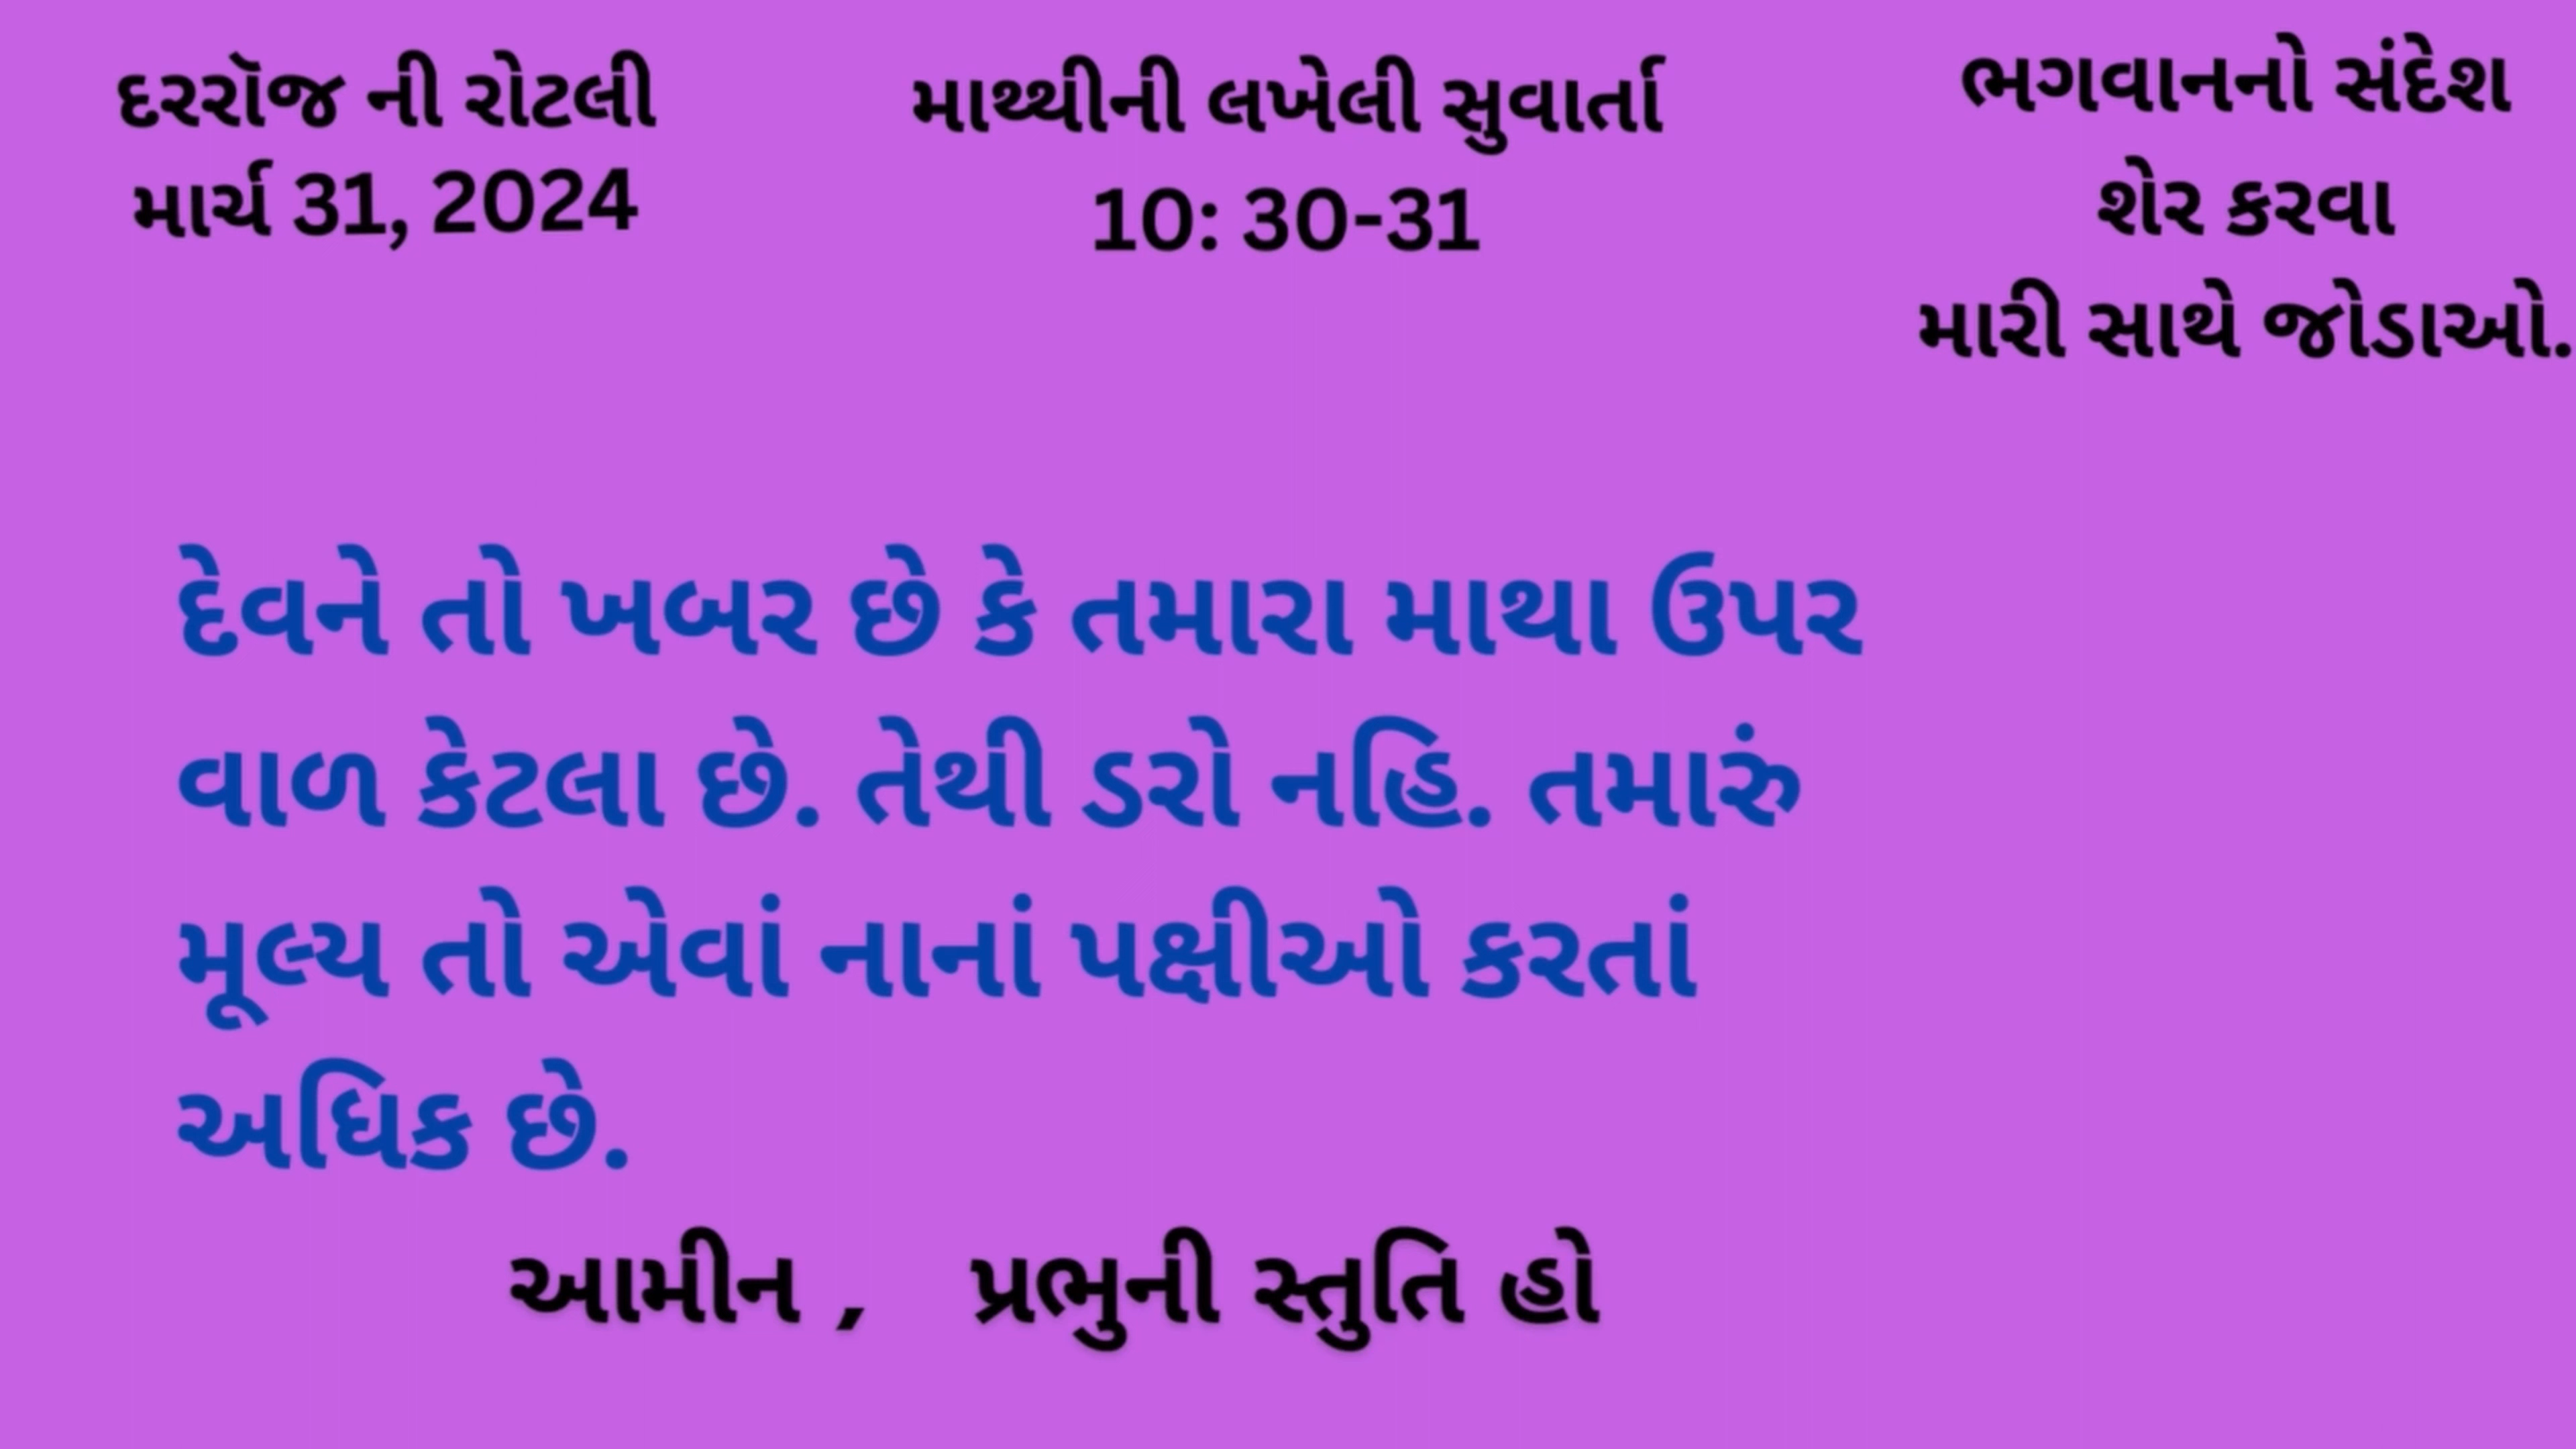 દરરૉજ ની રોટલી
માર્ચ 31, 2024
માથ્થીની લખેલી સુવાર્તા
10: 30-31
ભગવાનનો સંદેશ
શેર કરવા
મારી સાથે જોડાઓ.
દેવને તો ખબર છે કે તમારા માથા ઉપર
વાળ કેટલા છે. તેથી ડરો નહિ. તમારું
મૂલ્ય તો એવાં નાનાં પક્ષીઓ કરતાં
અધિક છે.
આમીન , પ્રભુની સ્તુતિ હો